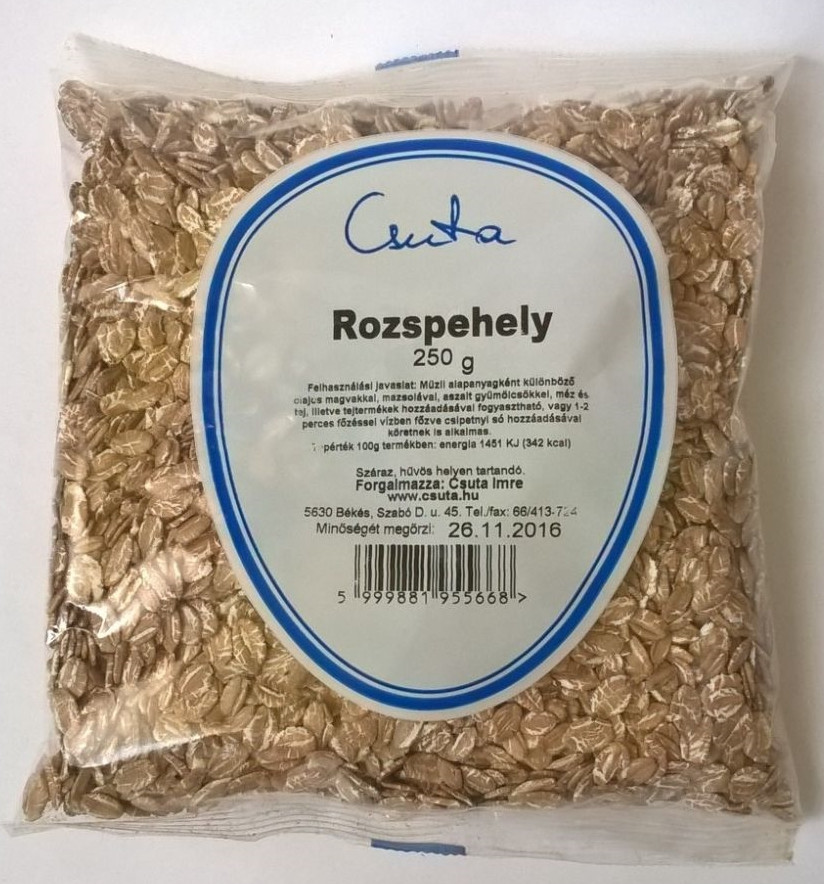 Csuta
Rozspehely
250 g
Felhasználási javaslat: Müzli alapanyagként különböző
olajos magvakkal, mazsolával, aszalt gyümölcsökkel, méz és
tej, illetve tejtermékek hozzáadásával fogyasztható, vagy 1-2
perces főzéssel vízben főzve csipetnyi só hozzáadásával
köretnek is alkalmas.
100g termékben: energia 1451 KJ (342 kcal)
Száraz, hűvös helyen tartandó.
Forgalmazza: Csuta Imre
www.csuta.hu
5630 Békés, Szabó D. u. 45. Tel./fax: 66/413-724
Minőségét megőrzi: 26.11.2016
5 999881 955668 >